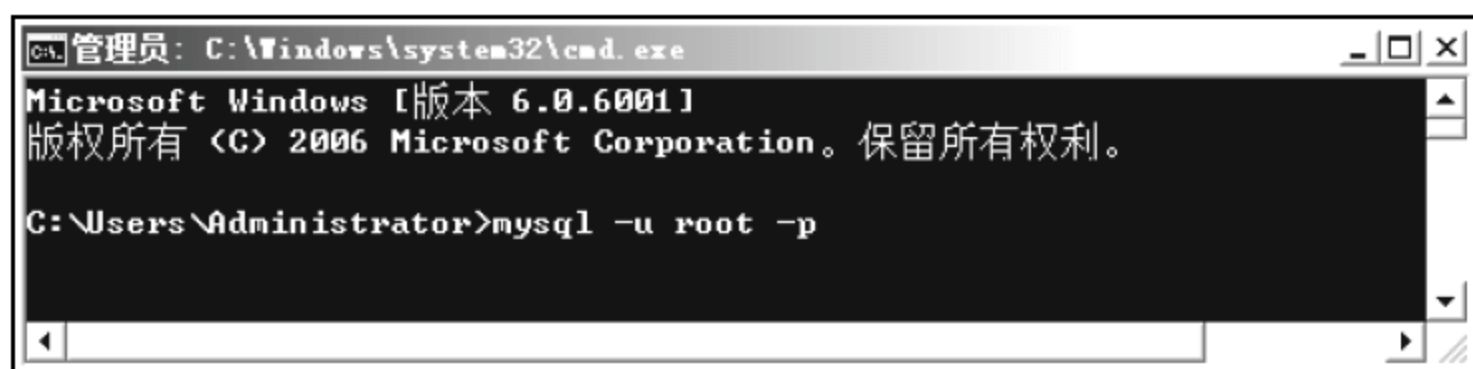 管理员: C:\Windows\system32\cmd.exe
Microsoft Windows [版本 6.0.6001]
版权所有 (C) 2006 Microsoft Corporation。保留所有权利。
C:\Users\Administrator>mysql -u root -p